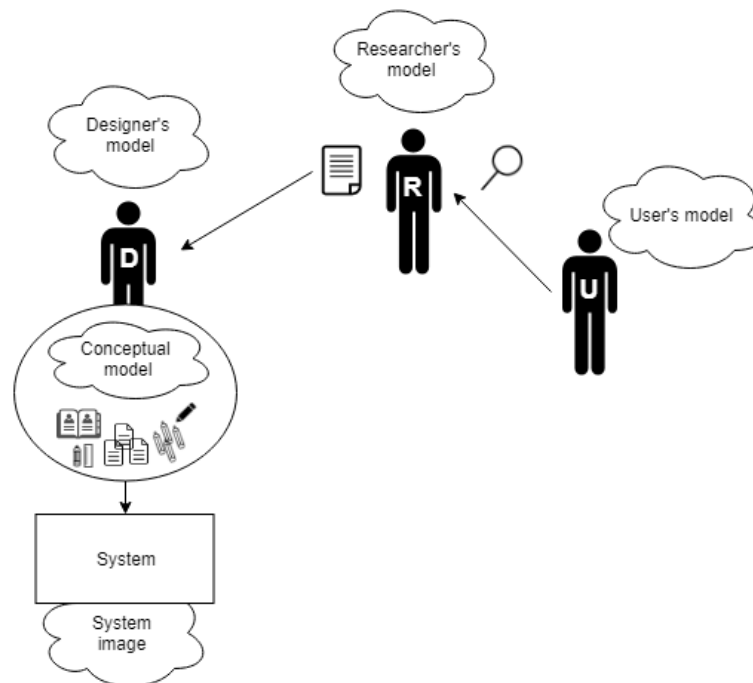 Researcher's
model
Designer's
model
R
User's model
D
U
Conceptual
model
System
System
image